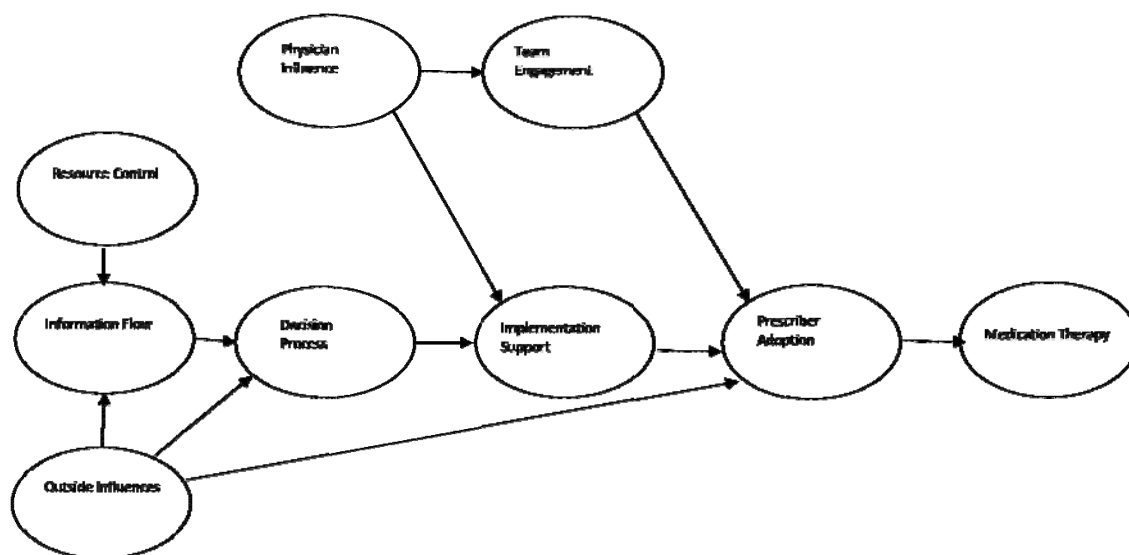 Physician
Influence
Team
Engagement
Resource Control
Information Flow
Decision
Process
Implementation
Support
Prescriber
Adoption
Medication Therapy
Outside Influences